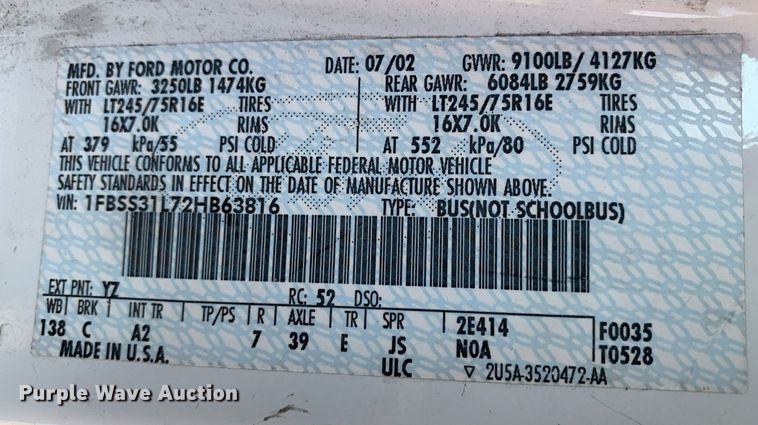 MFD. BY FORD MOTOR CO. DATE: 07/02 GVWR: 9100LB/ 4127KG
FRONT GAWR: 3250LB 1474KG REAR GAWR: 6084LB 2759KG
WITH LT245/75R16E TIRES WITH LT245/75R16E TIRES
16X7.0K RIMS 16X7.0K RIMS
AT 379 kPa/55 PSI COLD AT 552 kPa/80 PSI COLD
THIS VEHICLE CONFORMS TO ALL APPLICABLE FEDERAL MOTOR VEHICLE
SAFETY STANDARDS IN EFFECT ON THE DATE OF MANUFACTURE SHOWN ABOVE.
VIN: 1FBSS31L72HB63816 TYPE: BUS(NOT SCHOOLBUS)
EXT PNT: YZ RC: 52 DSO:
WB BRK INT TR TP/PS R AXLE TR SPR 2E414 F0035
138 C A2 7 39 E JS N0A T0528
MADE IN U.S.A. ULC ▽ 2U5A-3520472-AA
Purple Wave Auction